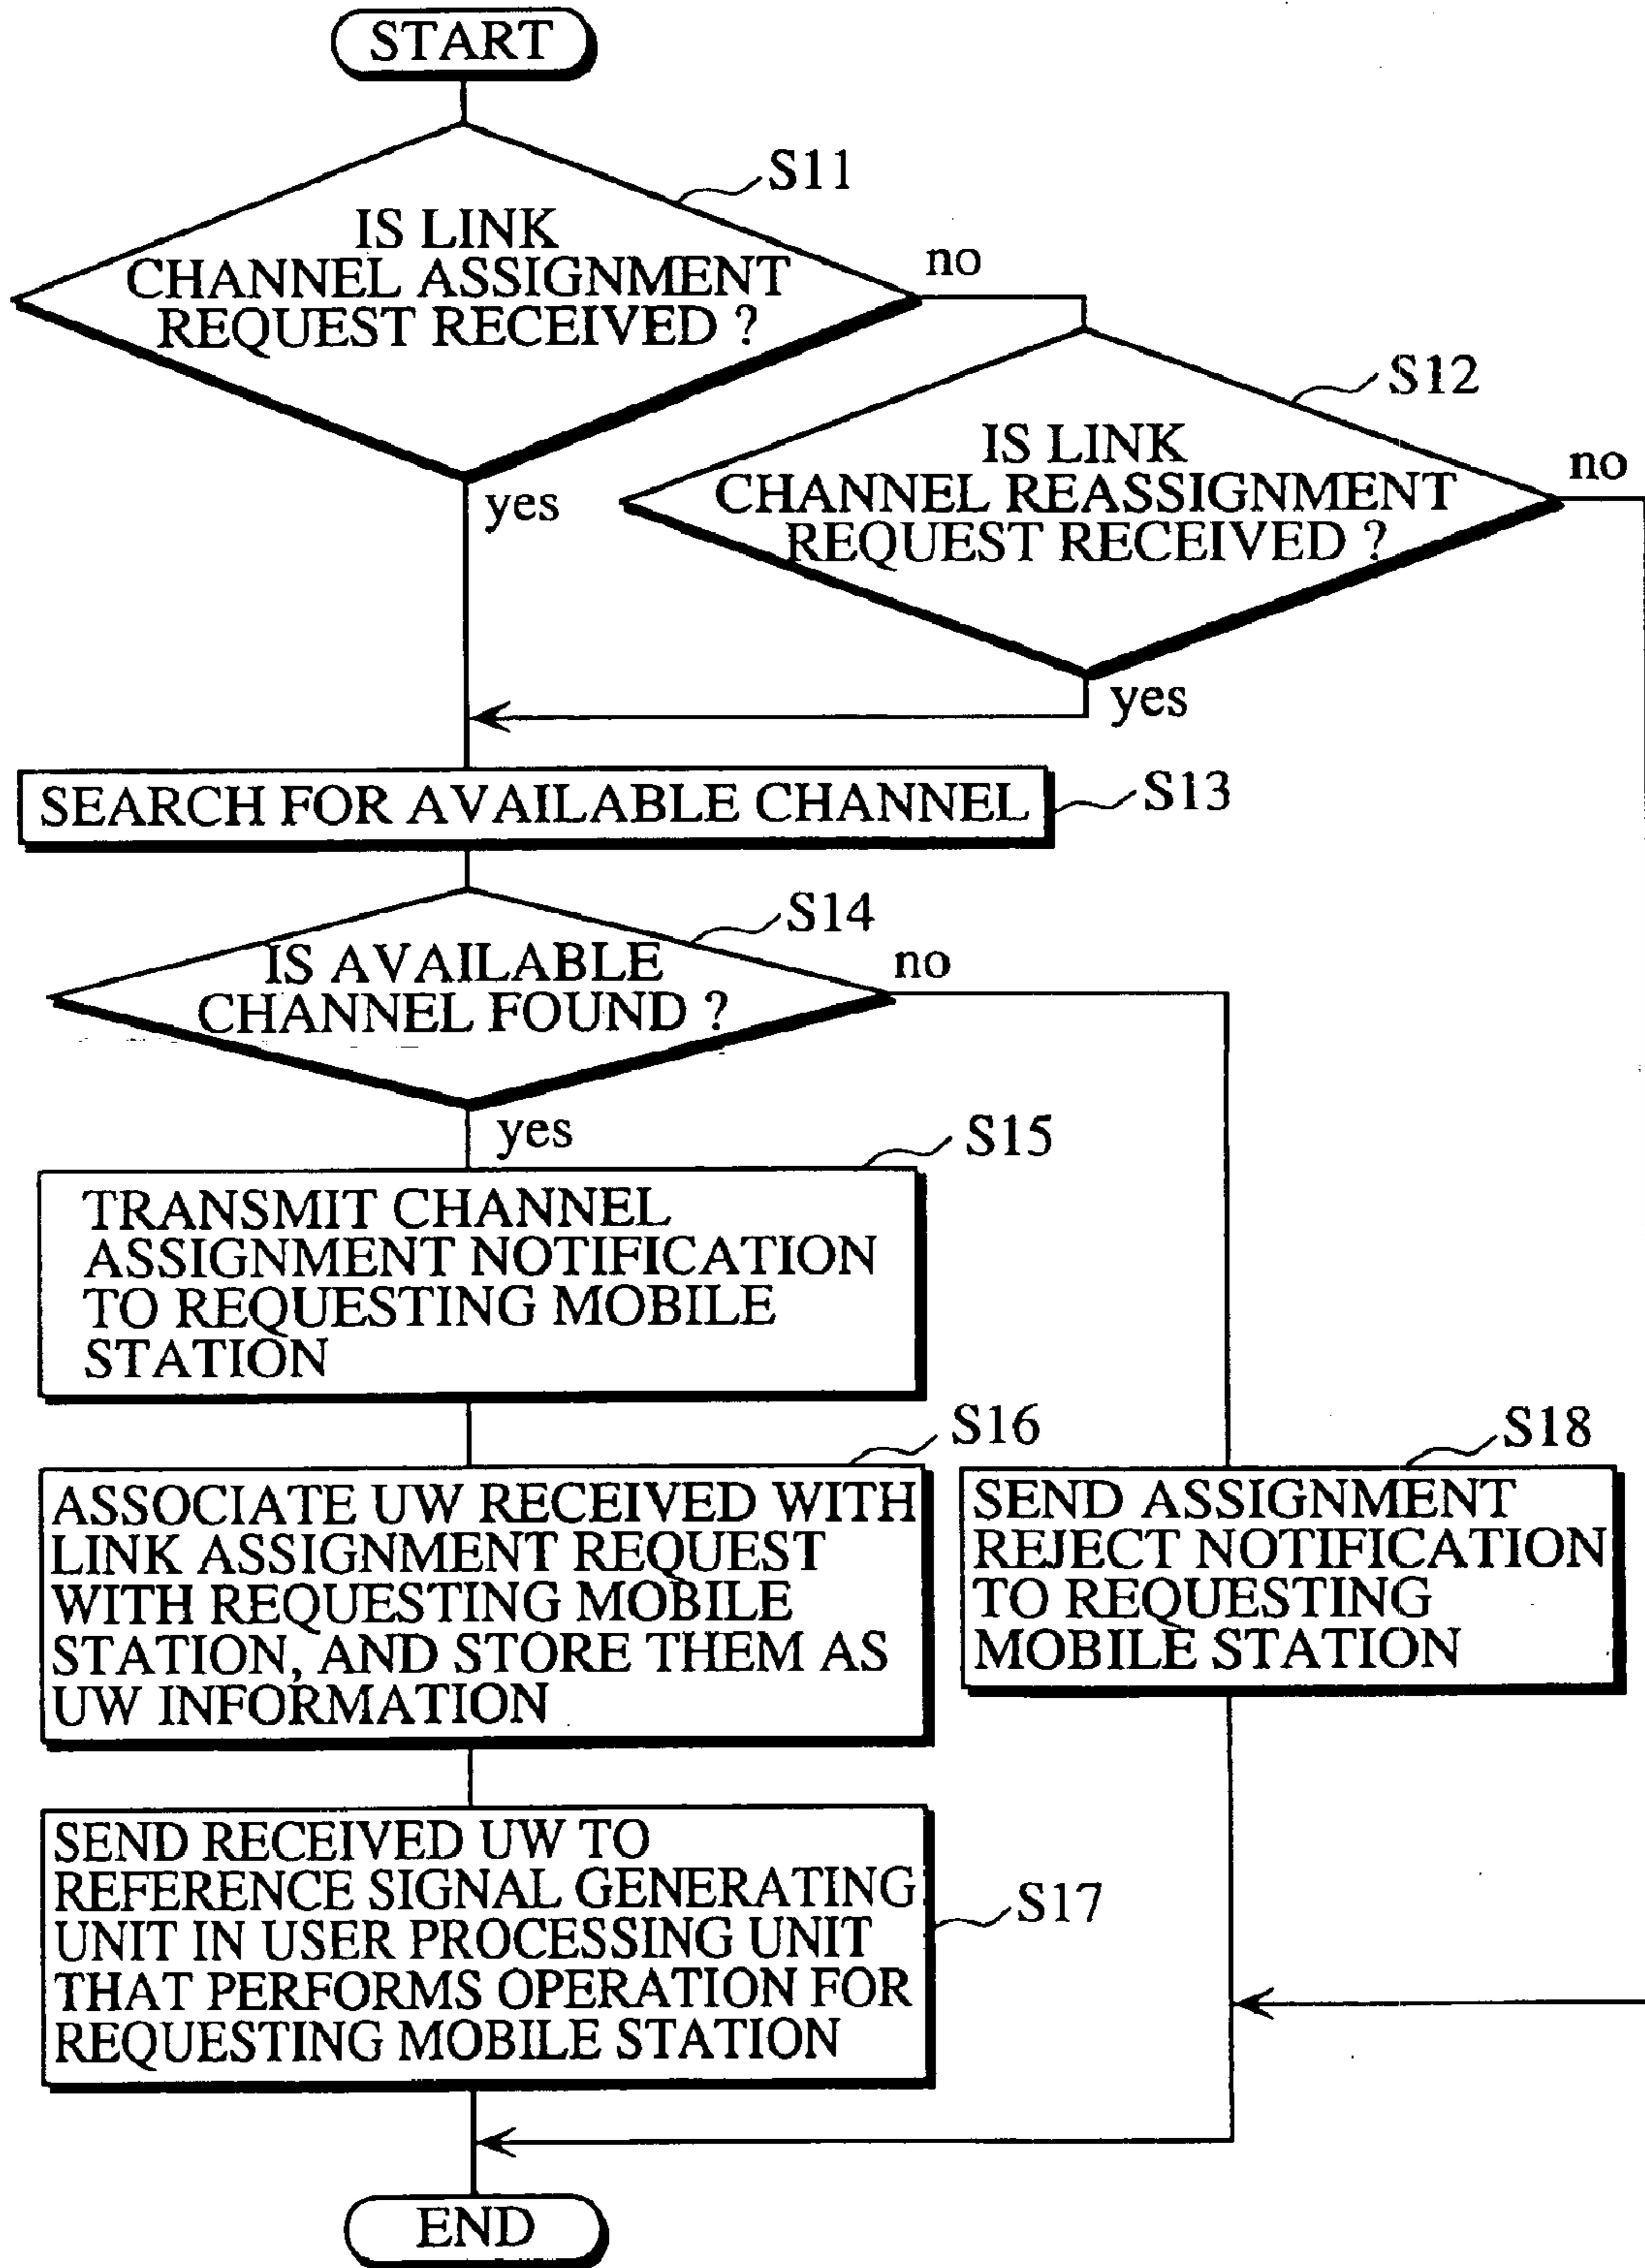 START
S11
IS LINK
CHANNEL ASSIGNMENT
REQUEST RECEIVED ?
no
yes
S12
IS LINK
CHANNEL REASSIGNMENT
REQUEST RECEIVED ?
no
yes
SEARCH FOR AVAILABLE CHANNEL
S13
S14
IS AVAILABLE
CHANNEL FOUND ?
no
yes
S15
TRANSMIT CHANNEL
ASSIGNMENT NOTIFICATION
TO REQUESTING MOBILE
STATION
S16
ASSOCIATE UW RECEIVED WITH
LINK ASSIGNMENT REQUEST
WITH REQUESTING MOBILE
STATION, AND STORE THEM AS
UW INFORMATION
S18
SEND ASSIGNMENT
REJECT NOTIFICATION
TO REQUESTING
MOBILE STATION
SEND RECEIVED UW TO
REFERENCE SIGNAL GENERATING
UNIT IN USER PROCESSING UNIT
THAT PERFORMS OPERATION FOR
REQUESTING MOBILE STATION
S17
END